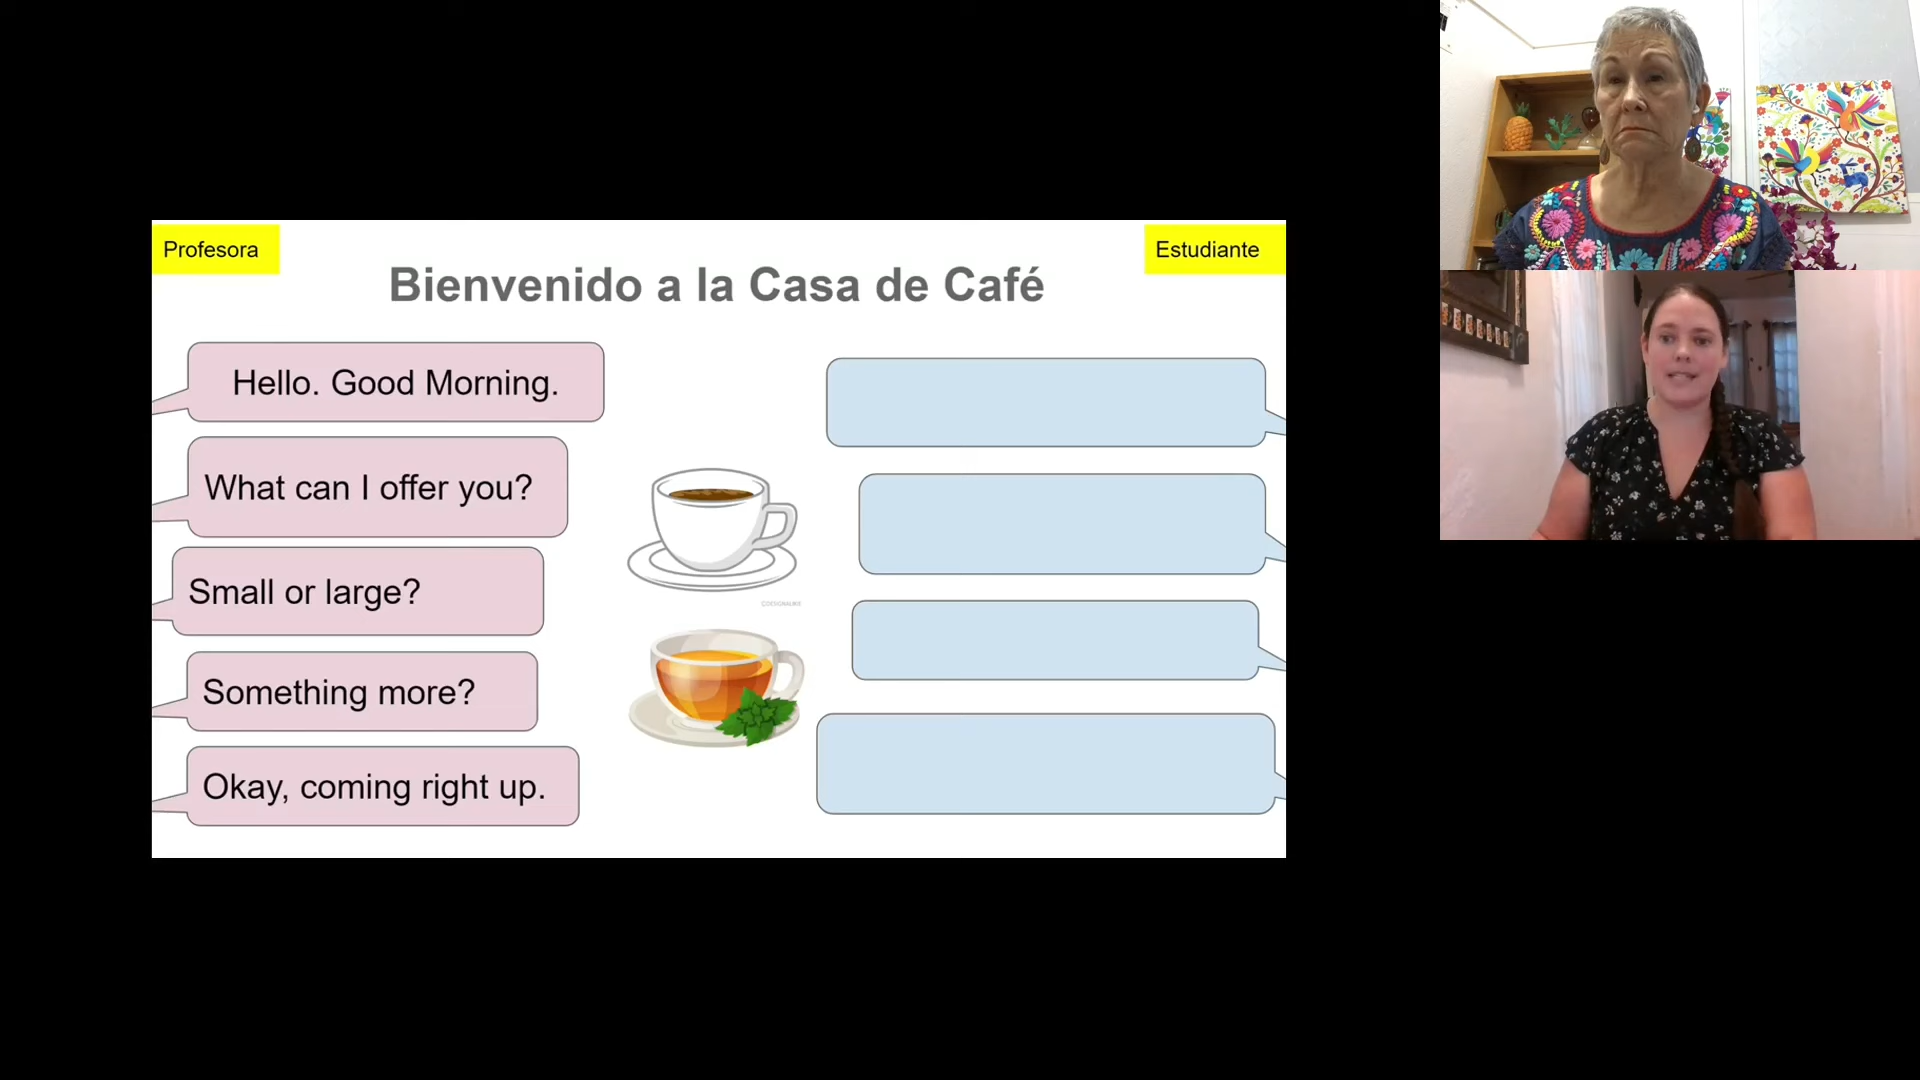 Profesora
Estudiante
Bienvenido a la Casa de Café
Hello. Good Morning.
What can I offer you?
Small or large?
Something more?
Okay, coming right up.